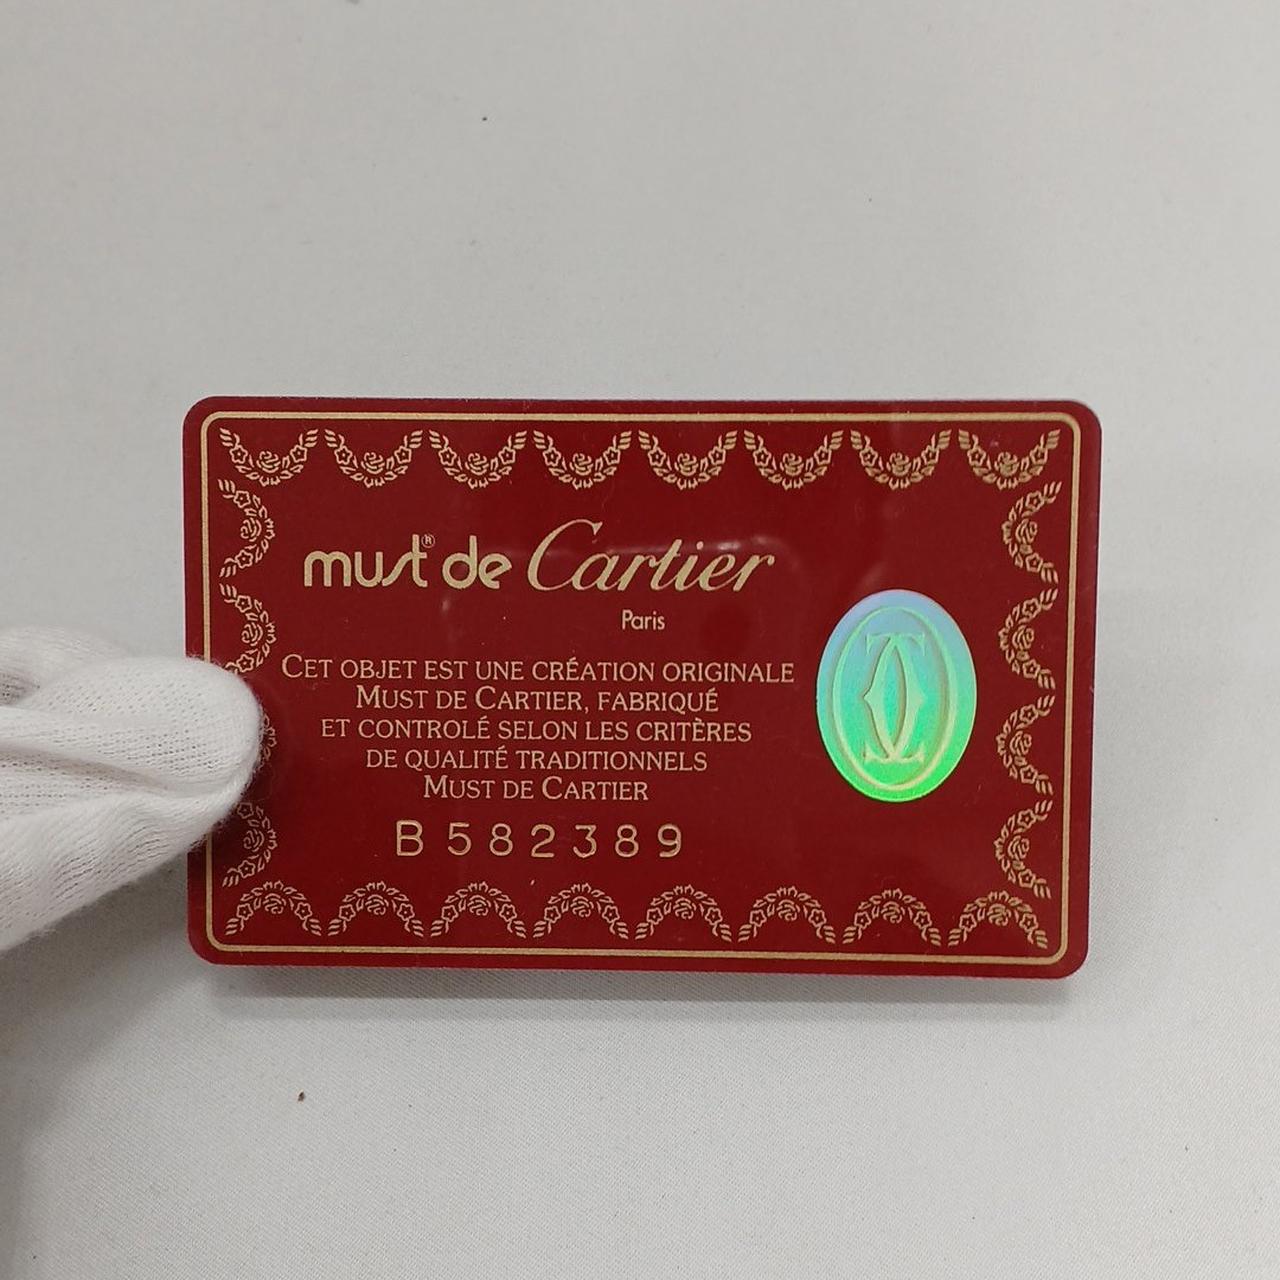 must® de Cartier
Paris
CET OBJET EST UNE CRÉATION ORIGINALE
MUST DE CARTIER, FABRIQUÉ
ET CONTROLÉ SELON LES CRITÈRES
DE QUALITÉ TRADITIONNELS
MUST DE CARTIER
B582389